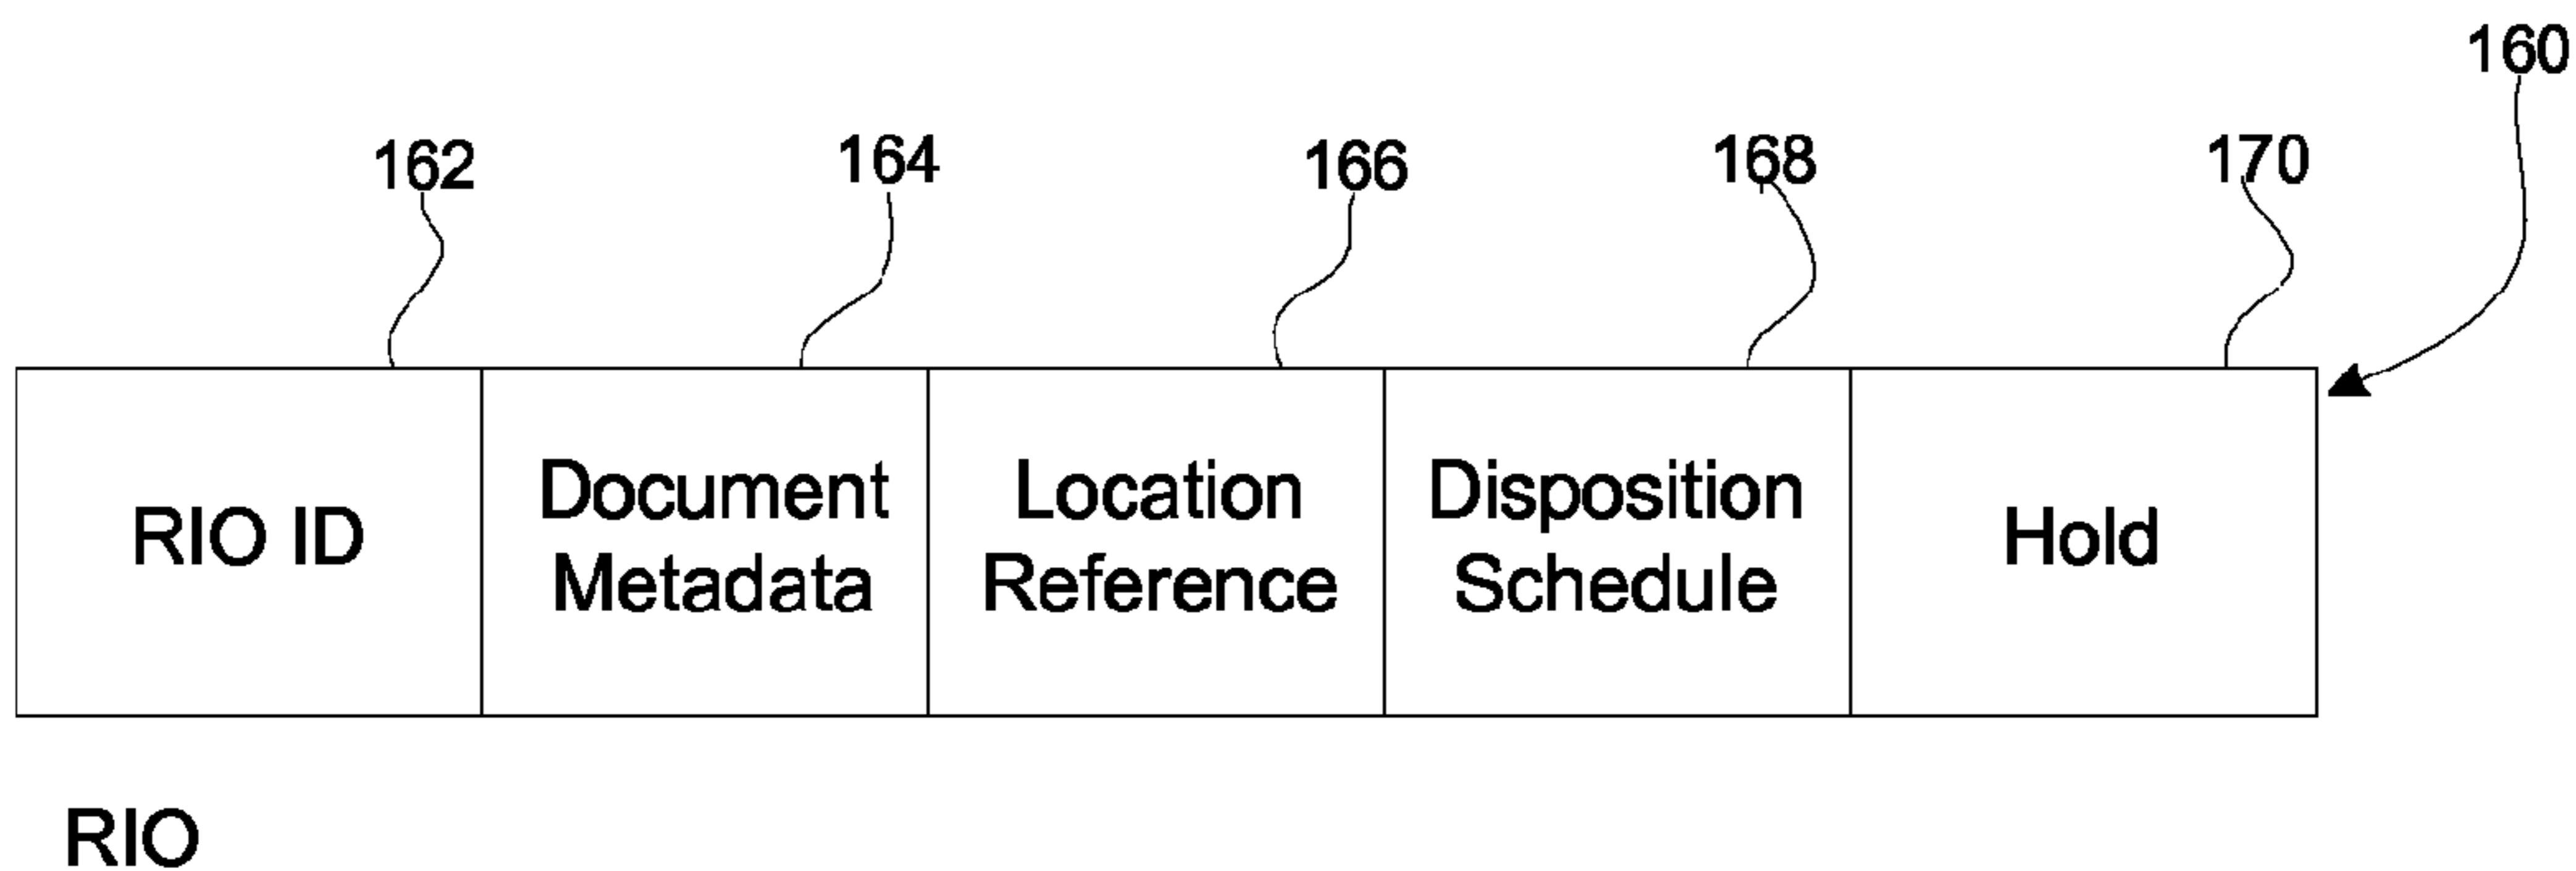 160
162
164
166
168
170
RIO ID
Document
Metadata
Location
Reference
Disposition
Schedule
Hold
RIO